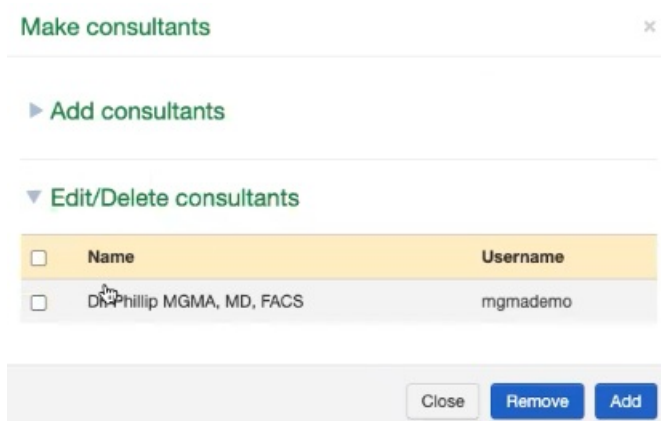 Make consultants ×
Add consultants
Edit/Delete consultants
Name Username
Phillip MGMA, MD, FACS mgmademo
Close Remove Add